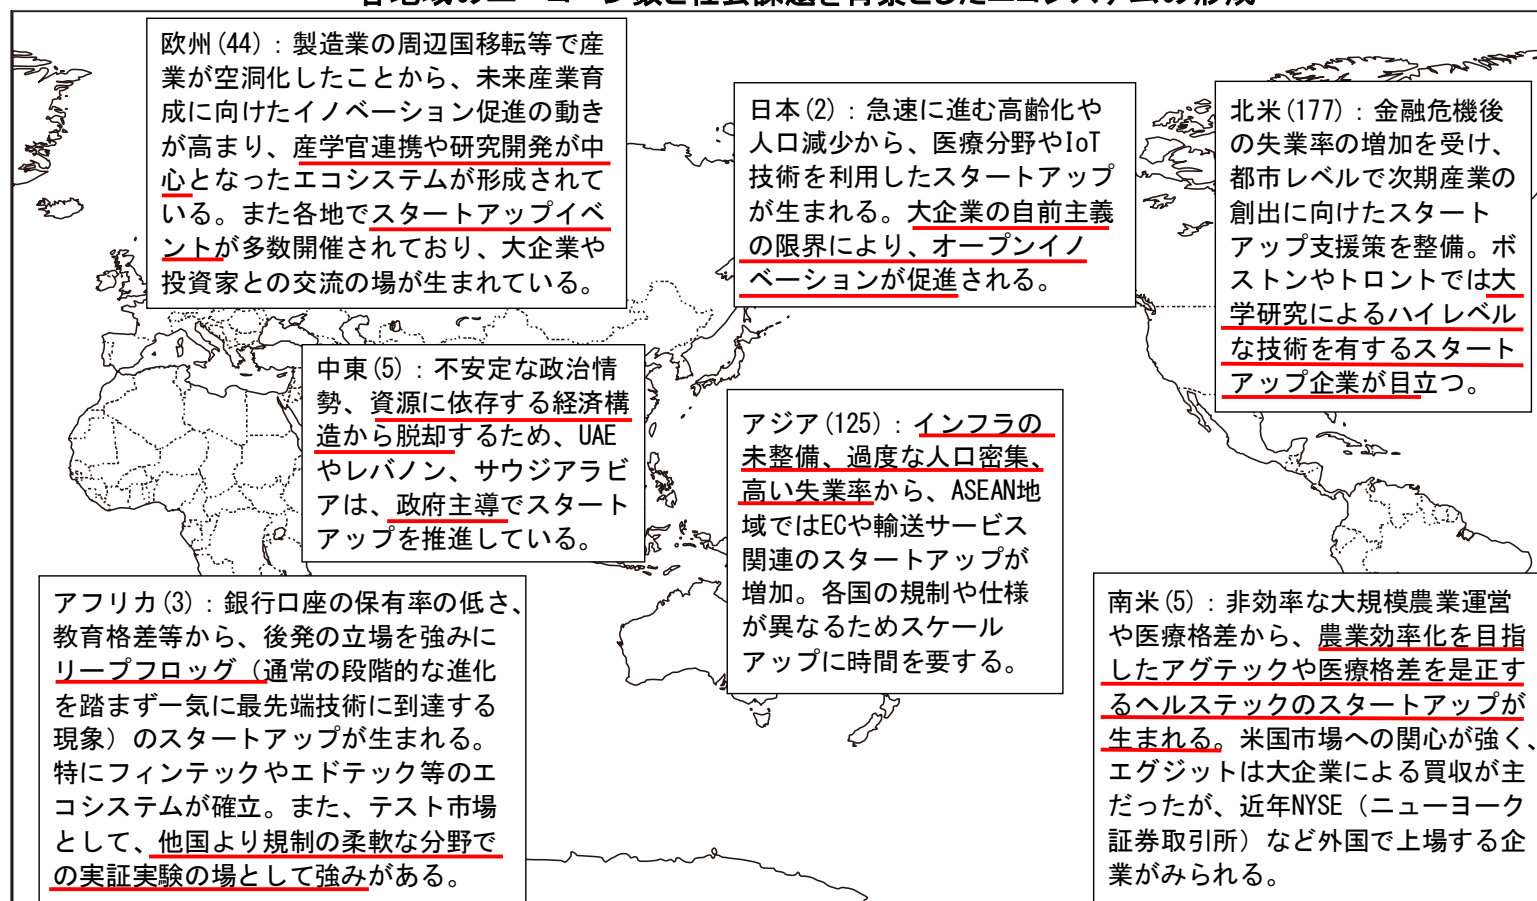 各地域のユニコーン数と社会課題を背景としたエコシステムの形成
欧州(44)：製造業の周辺国移転等で産
業が空洞化したことから、未来産業育
成に向けたイノベーション促進の動き
が高まり、産学官連携や研究開発が中
心となったエコシステムが形成されて
いる。また各地でスタートアップイベ
ントが多数開催されており、大企業や
投資家との交流の場が生まれている。
日本(2)：急速に進む高齢化や
人口減少から、医療分野やIoT
技術を利用したスタートアップ
が生まれる。大企業の自前主義
の限界により、オープンイノ
ベーションが促進される。
北米(177)：金融危機後
の失業率の増加を受け、
都市レベルで次期産業の
創出に向けたスタート
アップ支援策を整備。ボ
ストンやトロントでは大
学研究によるハイレベル
な技術を有するスタート
アップ企業が目立つ。
中東(5)：不安定な政治情
勢、資源に依存する経済構
造から脱却するため、UAE
やレバノン、サウジアラビ
アは、政府主導でスタート
アップを推進している。
アジア(125)：インフラの
未整備、過度な人口密集、
高い失業率から、ASEAN地
域ではECや輸送サービス
関連のスタートアップが
増加。各国の規制や仕様
が異なるためスケール
アップに時間を要する。
アフリカ(3)：銀行口座の保有率の低さ、
教育格差等から、後発の立場を強みに
リープフロッグ（通常の段階的な進化
を踏まず一気に最先端技術に到達する
現象）のスタートアップが生まれる。
特にフィンテックやエドテック等のエ
コシステムが確立。また、テスト市場
として、他国より規制の柔軟な分野で
の実証実験の場として強みがある。
南米(5)：非効率な大規模農業運営
や医療格差から、農業効率化を目指
したアグテックや医療格差を是正す
るヘルステックのスタートアップが
生まれる。米国市場への関心が強く、
エグジットは大企業による買収が主
だったが、近年NYSE（ニューヨーク
証券取引所）など外国で上場する企
業がみられる。